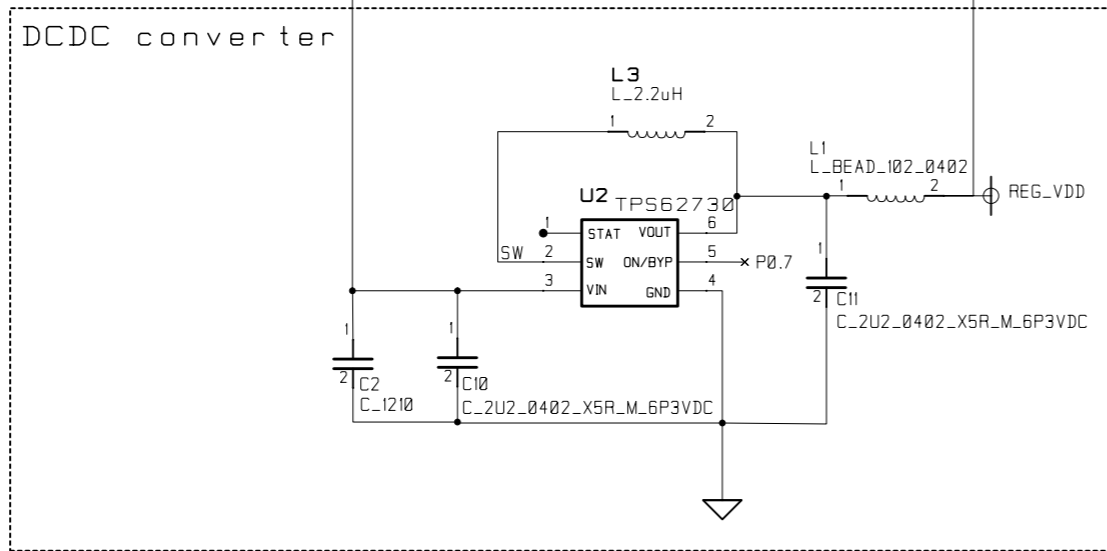 DCDC converter
L3
L_2.2uH
1 2
L1
L_BEAD_102_0402
1 2
REG_VDD
U2 TPS62730
1 STAT VOUT 6
SW 2 SW ON/BYP 5 P0.7
3 VIN GND 4
1
2 C11
C_2U2_0402_X5R_M_6P3VDC
1
2 C2
C_1210
1
2 C10
C_2U2_0402_X5R_M_6P3VDC